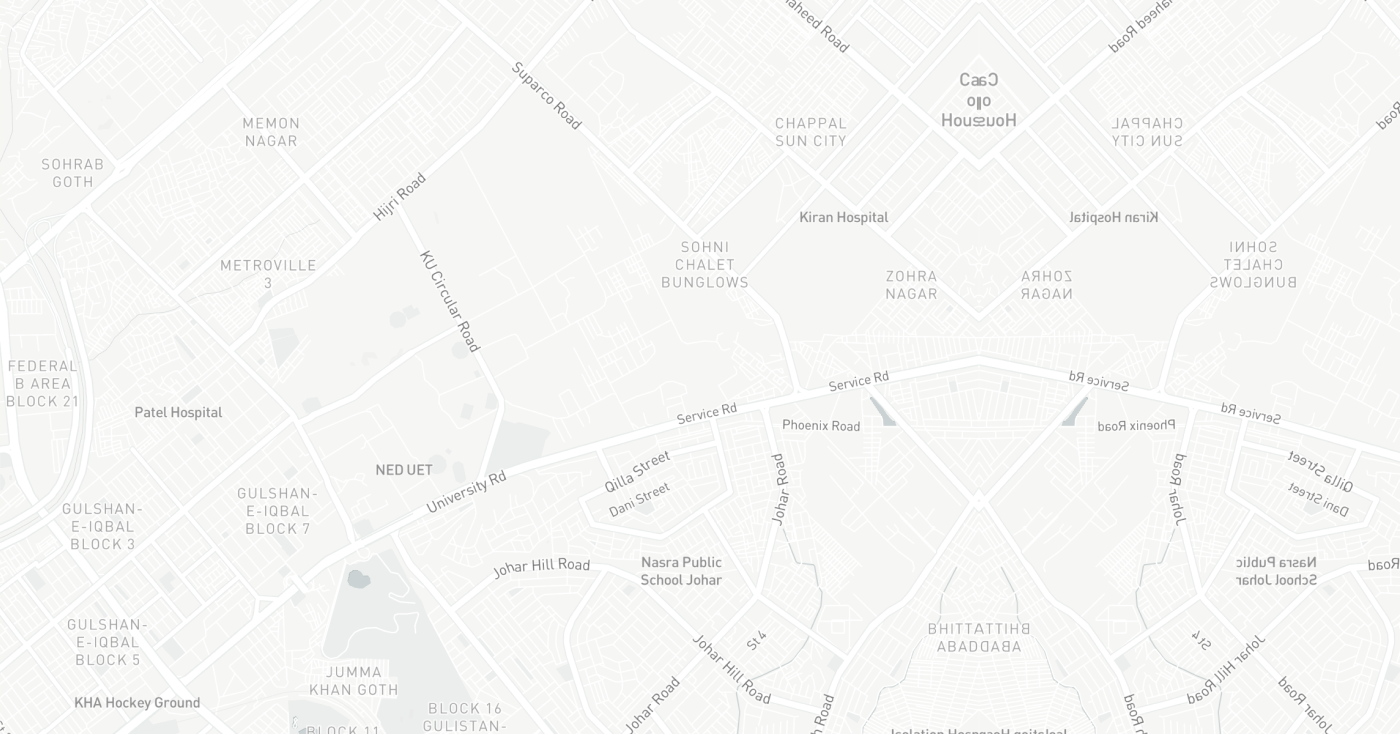 aheed Road
haheed Road
Suparco Road
Road
MEMON
NAGAR
CHAPPAL
SUN CITY
CHAPPAL
SUN CITY
SOHRAB
GOTH
Hijri Road
Kiran Hospital
Kiran Hospital
METROVILLE
3
KU Circular Road
SOHNI
CHALET
BUNGLOWS
ZOHRA
NAGAR
ZOHRA
NAGAR
SOHNI
CHALET
BUNGLOWS
FEDERAL
B AREA
BLOCK 21
Service Rd
Service Rd
Patel Hospital
Service Rd
Phoenix Road
Phoenix Road
Service Rd
NED UET
University Rd
Qilla Street
Dani Street
Johar Road
Johar Road
Qilla Street
Dani Street
GULSHAN-
E-IQBAL
BLOCK 3
GULSHAN-
E-IQBAL
BLOCK 7
Johar Hill Road
Nasra Public
School Johar
Nasra Public
School Johar
Road
GULSHAN-
E-IQBAL
BLOCK 5
St 4
St 4
Johar Hill Road
Johar Hill Road
JUMMA
KHAN GOTH
KHA Hockey Ground
BLOCK 16
GULISTAN-
BLOCK 11
Johar Road
Road
Road
Johar Road